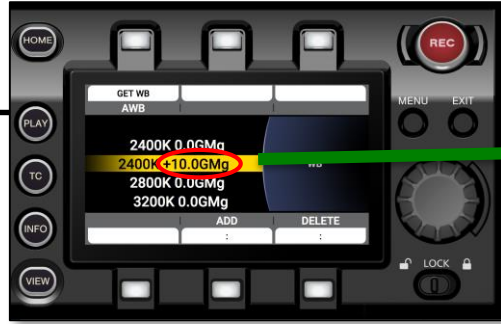 HOME
REC
GET WB
AWB
MENU EXIT
PLAY
2400K 0.0GMg
2400K +10.0GMg
WB
TC
2800K 0.0GMg
3200K 0.0GMg
INFO
ADD DELETE
: :
LOCK
VIEW